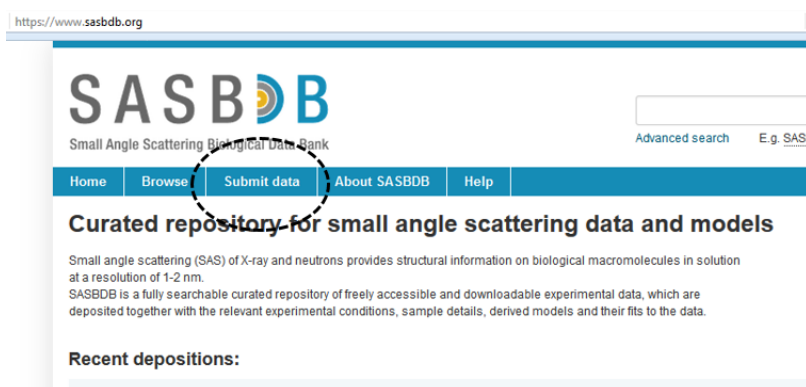 https://www.sasbdb.org
SASBDB
Small Angle Scattering Biological Data Bank
Advanced search E.g. SAS
Home Browse Submit data About SASBDB Help
Curated repository for small angle scattering data and models
Small angle scattering (SAS) of X-ray and neutrons provides structural information on biological macromolecules in solution
at a resolution of 1-2 nm.
SASBDB is a fully searchable curated repository of freely accessible and downloadable experimental data, which are
deposited together with the relevant experimental conditions, sample details, derived models and their fits to the data.
Recent depositions: